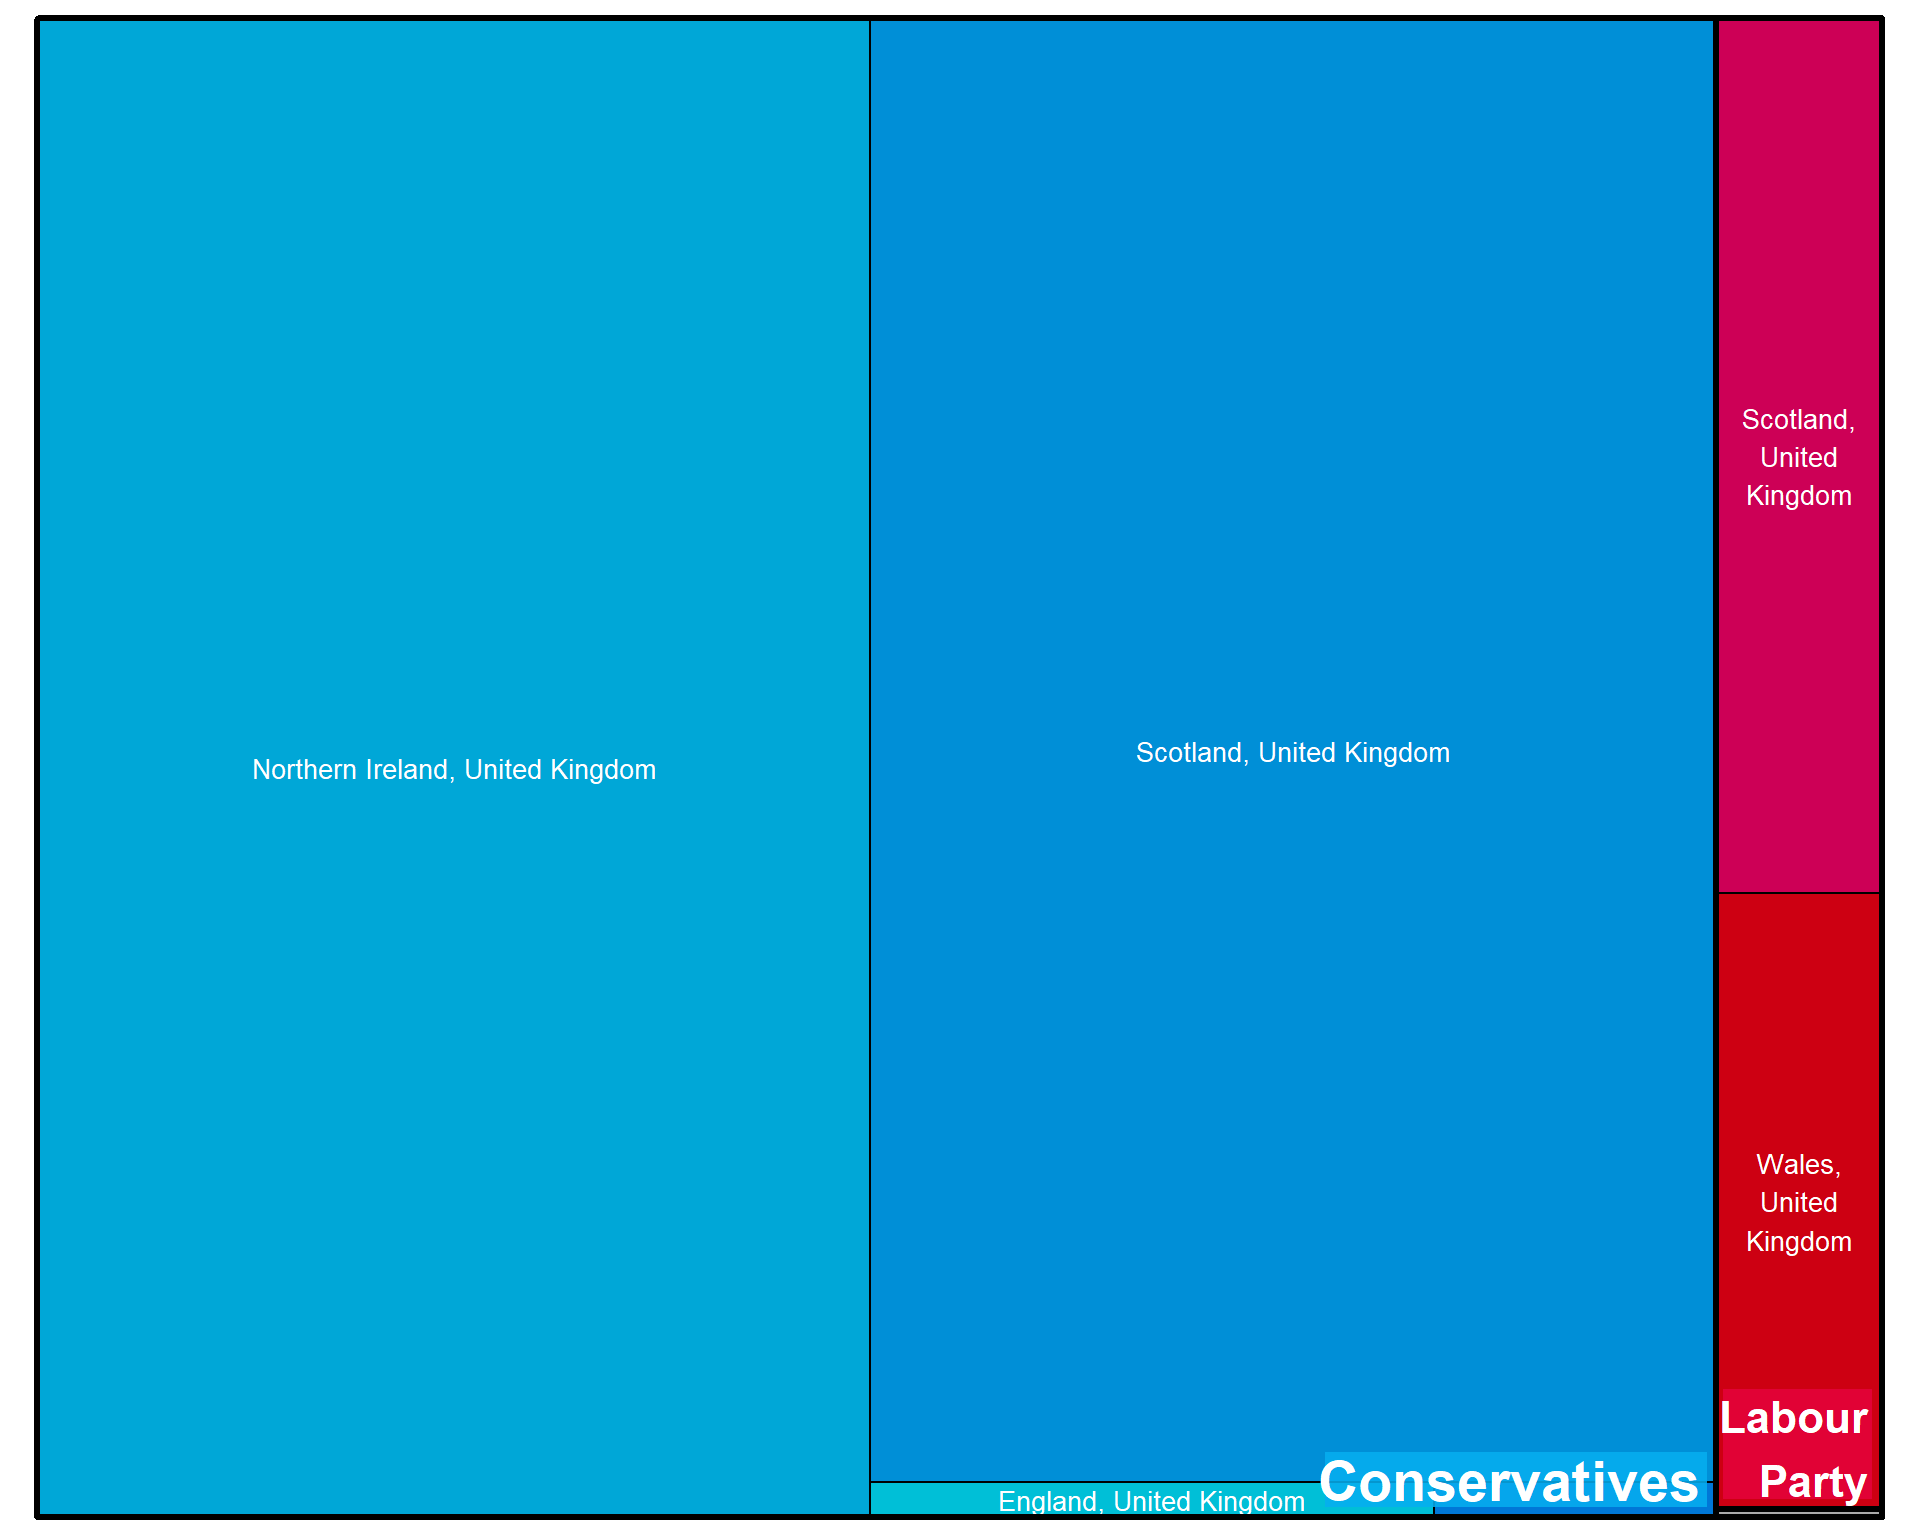 Northern Ireland, United Kingdom
Scotland, United Kingdom
England, United Kingdom
Conservatives
Scotland,
United
Kingdom
Wales,
United
Kingdom
Labour
Party